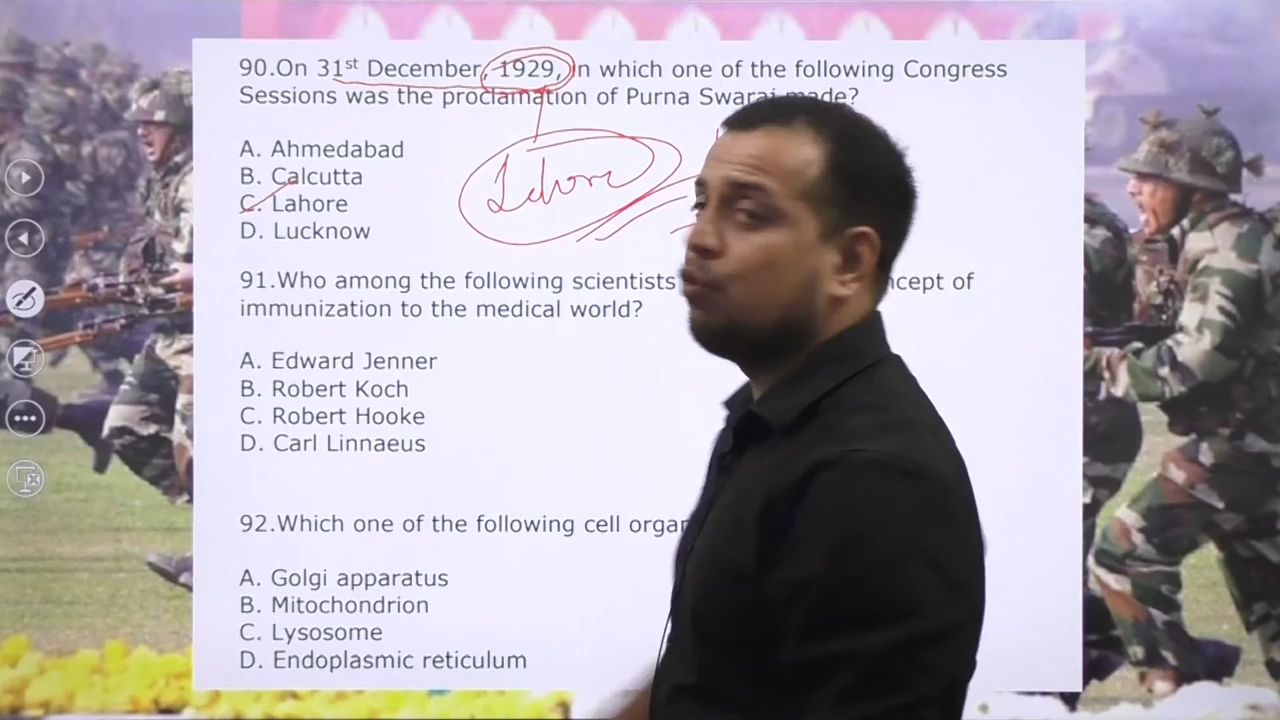 90.On 31st December, 1929, in which one of the following Congress
Sessions was the proclamation of Purna Swaraj made?
A. Ahmedabad
B. Calcutta
C. Lahore
D. Lucknow
Lahore
91.Who among the following scientists
immunization to the medical world?
A. Edward Jenner
B. Robert Koch
C. Robert Hooke
D. Carl Linnaeus
92.Which one of the following cell
A. Golgi apparatus
B. Mitochondrion
C. Lysosome
D. Endoplasmic reticulum